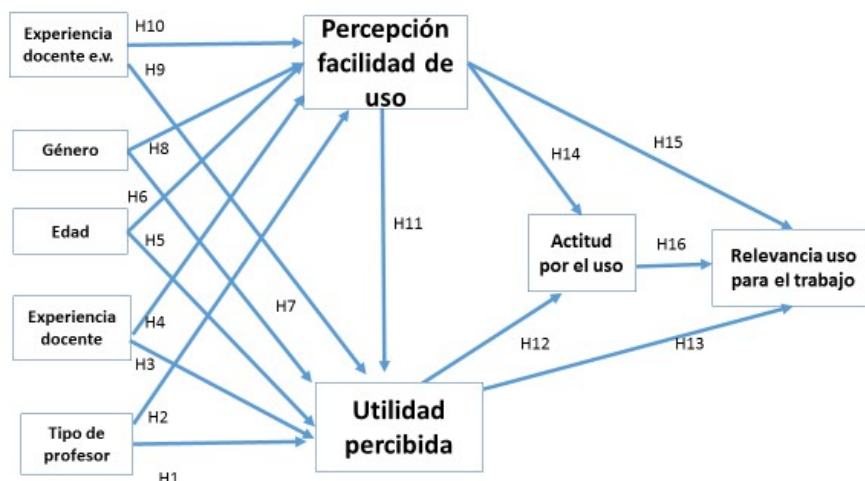 Experiencia
docente e.v.
H10
H9
Percepción
facilidad de
uso
Género
H8
H6
Edad
H5
H14
H15
H11
Actitud
por el uso
H16
Relevancia uso
para el trabajo
Experiencia
docente
H4
H7
H3
H12
H13
Utilidad
percibida
Tipo de
profesor
H2
H1